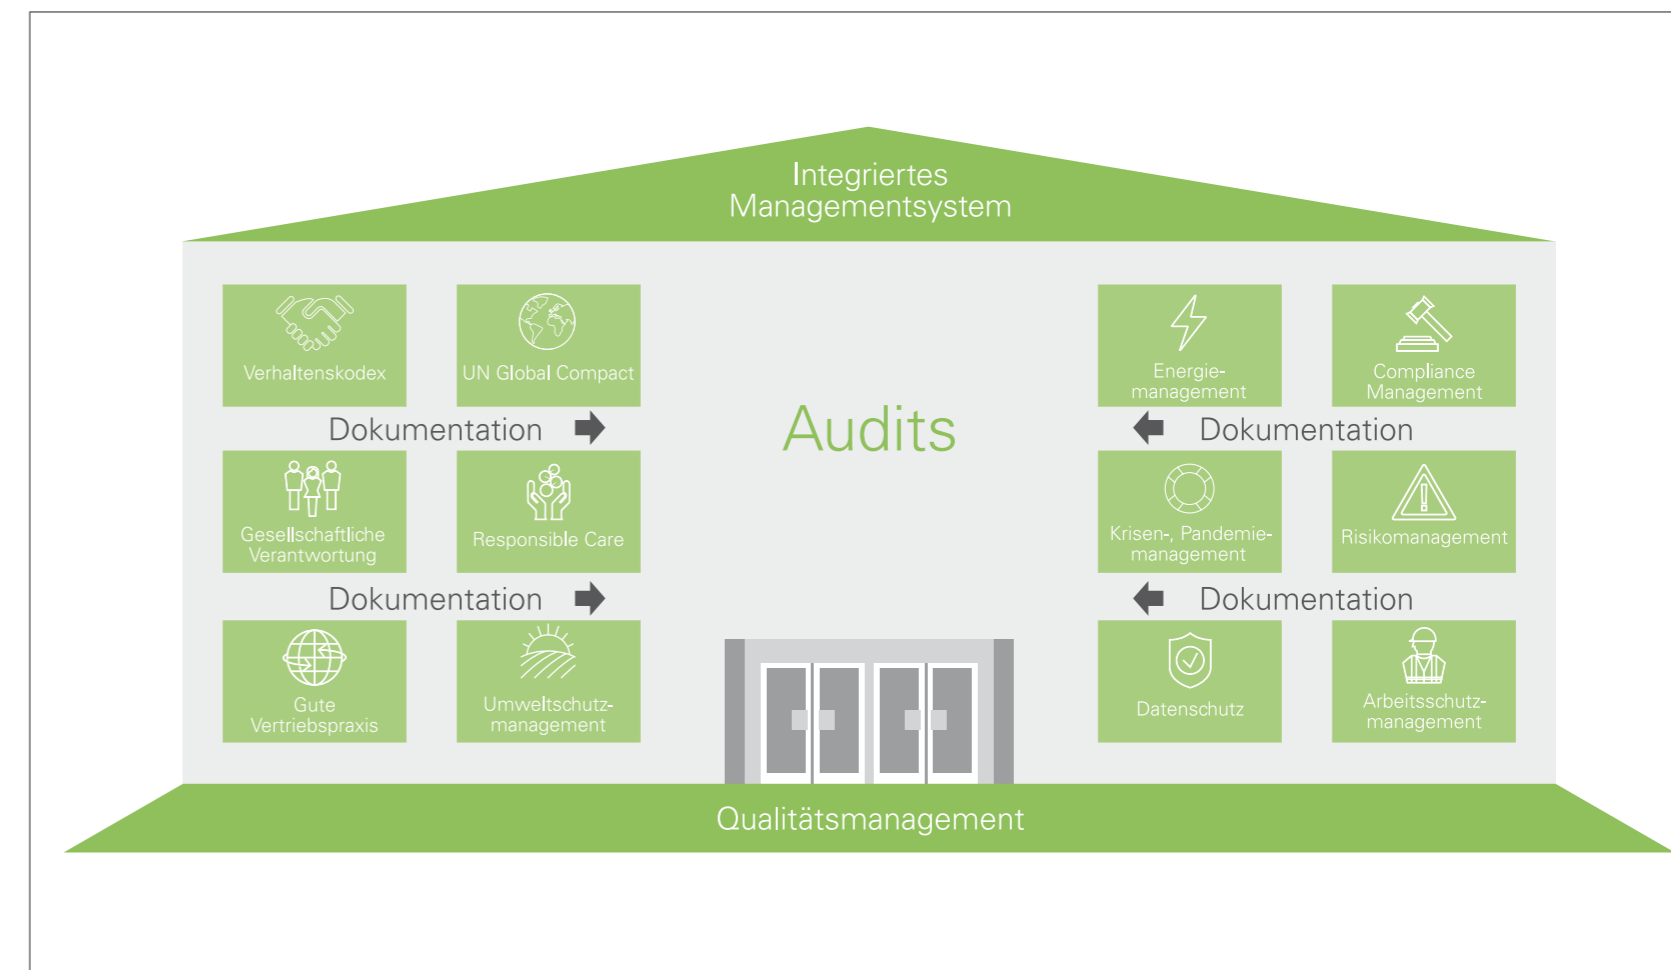 Integriertes
Managementsystem
Verhaltenskodex
UN Global Compact
Energie-
management
Compliance
Management
Dokumentation
Audits
Dokumentation
Gesellschaftliche
Verantwortung
Responsible Care
Krisen-, Pandemie-
management
Risikomanagement
Dokumentation
Dokumentation
Gute
Vertriebspraxis
Umweltschutz-
management
Datenschutz
Arbeitsschutz-
management
Qualitätsmanagement